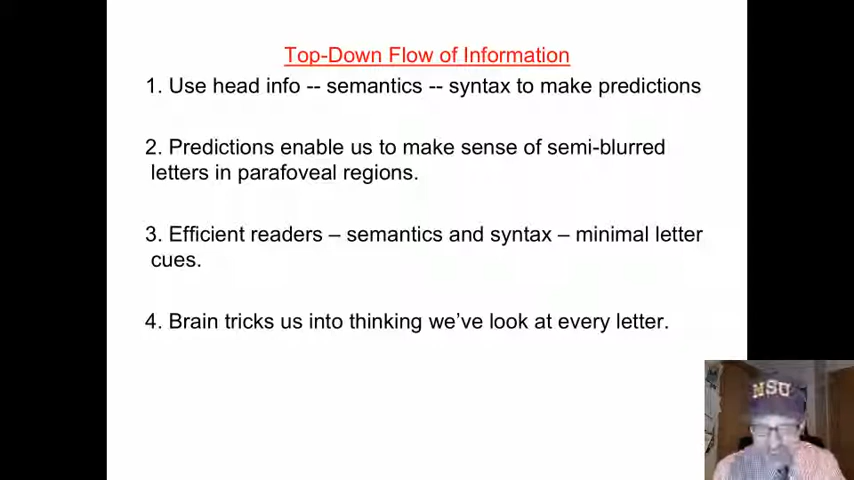 Top-Down Flow of Information
1. Use head info -- semantics -- syntax to make predictions
2. Predictions enable us to make sense of semi-blurred
letters in parafoveal regions.
3. Efficient readers – semantics and syntax – minimal letter
cues.
4. Brain tricks us into thinking we’ve look at every letter.
MSU